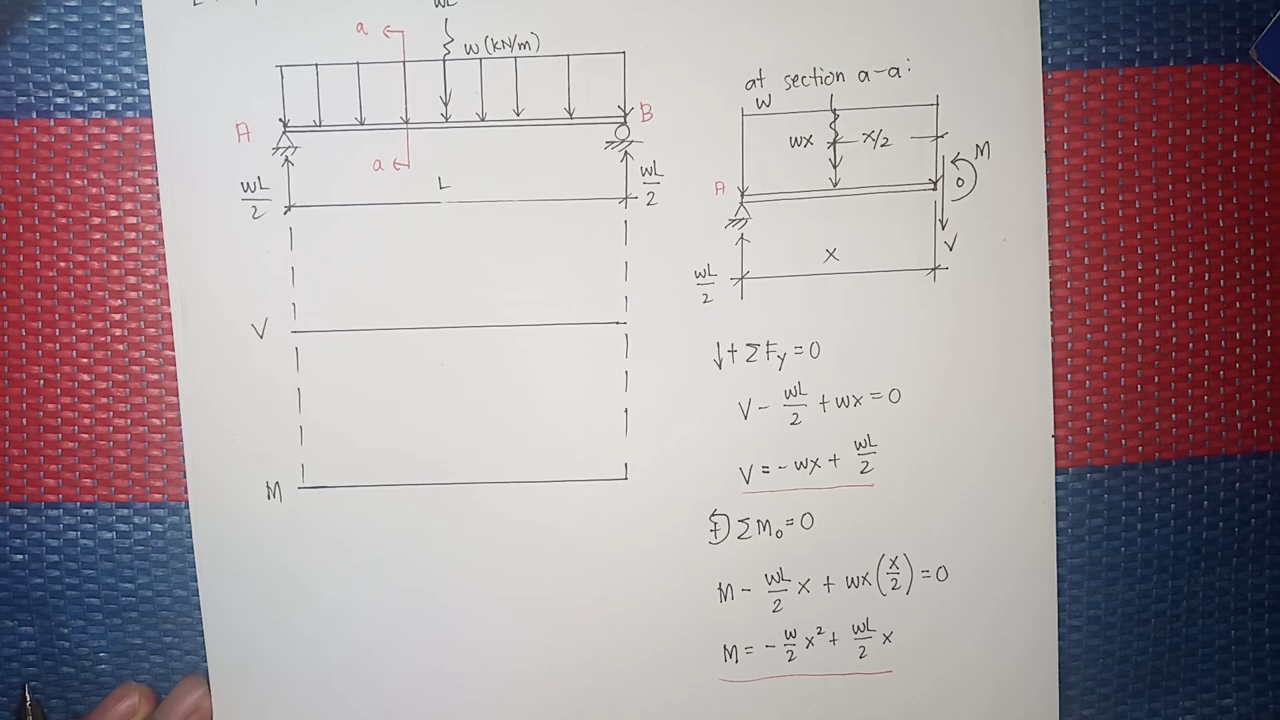 wL
a
w (kN/m)
A
B
a
wL/2
L
wL/2
V
M
at section a-a:
w
wx
x/2
M
A
o
V
x
wL/2
↓+ ΣFy = 0
V - wL/2 + wx = 0
V = -wx + wL/2
+ ΣMo = 0
M - wL/2 x + wx(x/2) = 0
M = -w/2 x² + wL/2 x